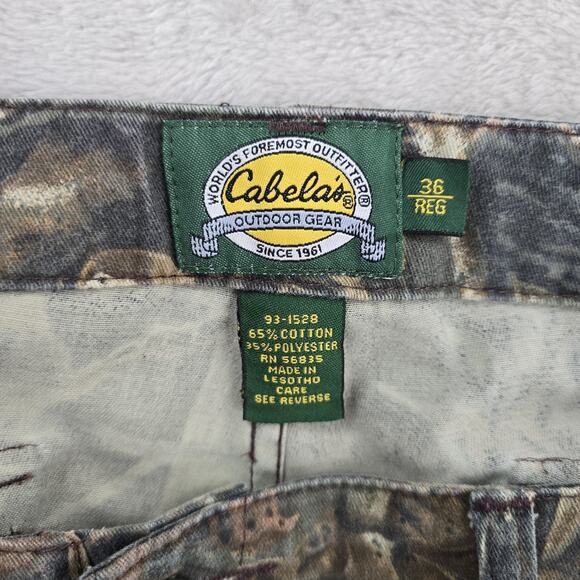 WORLD'S FOREMOST OUTFITTER®
Cabela's®
OUTDOOR GEAR
SINCE 1961
36
REG
93-1528
65% COTTON
35% POLYESTER
RN 56835
MADE IN
LESOTHO
CARE
SEE REVERSE